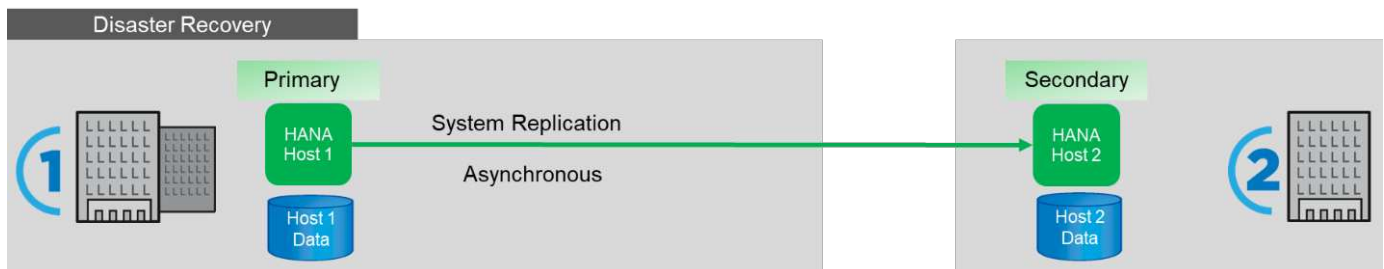 Disaster Recovery
Primary
Secondary
HANA
Host 1
System Replication
Asynchronous
HANA
Host 2
1
2
Host 1
Data
Host 2
Data